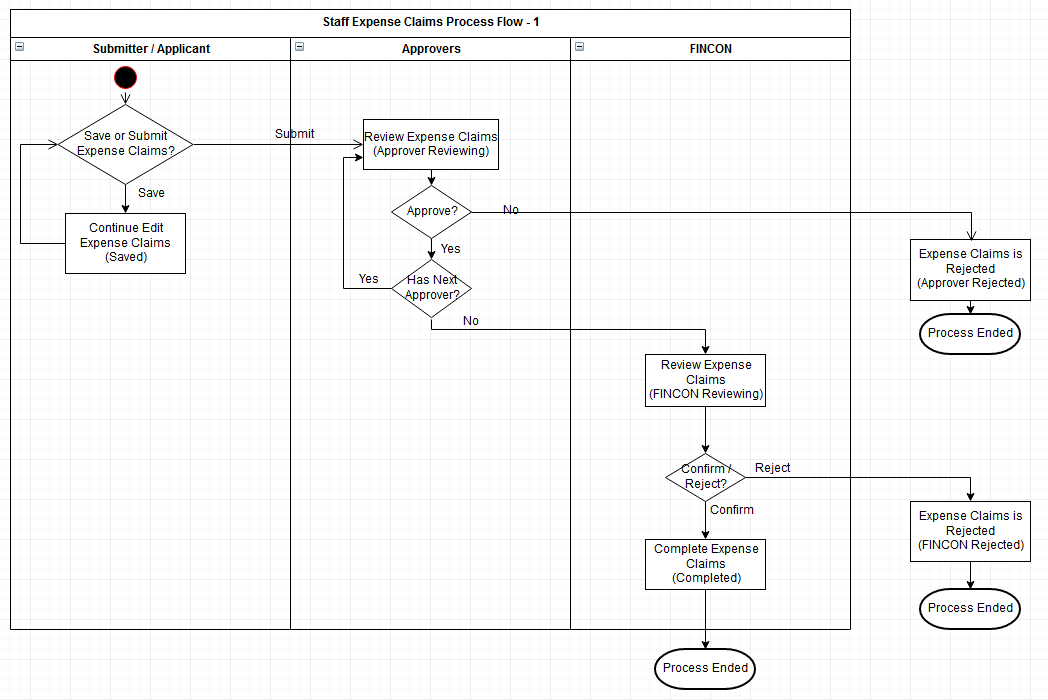 Staff Expense Claims Process Flow - 1
Submitter / Applicant
Approvers
FINCON
Save or Submit
Expense Claims?
Submit
Review Expense Claims
(Approver Reviewing)
Save
Continue Edit
Expense Claims
(Saved)
Approve?
No
Yes
Has Next
Approver?
Yes
No
Expense Claims is
Rejected
(Approver Rejected)
Process Ended
Review Expense
Claims
(FINCON Reviewing)
Confirm /
Reject?
Reject
Confirm
Expense Claims is
Rejected
(FINCON Rejected)
Process Ended
Complete Expense
Claims
(Completed)
Process Ended